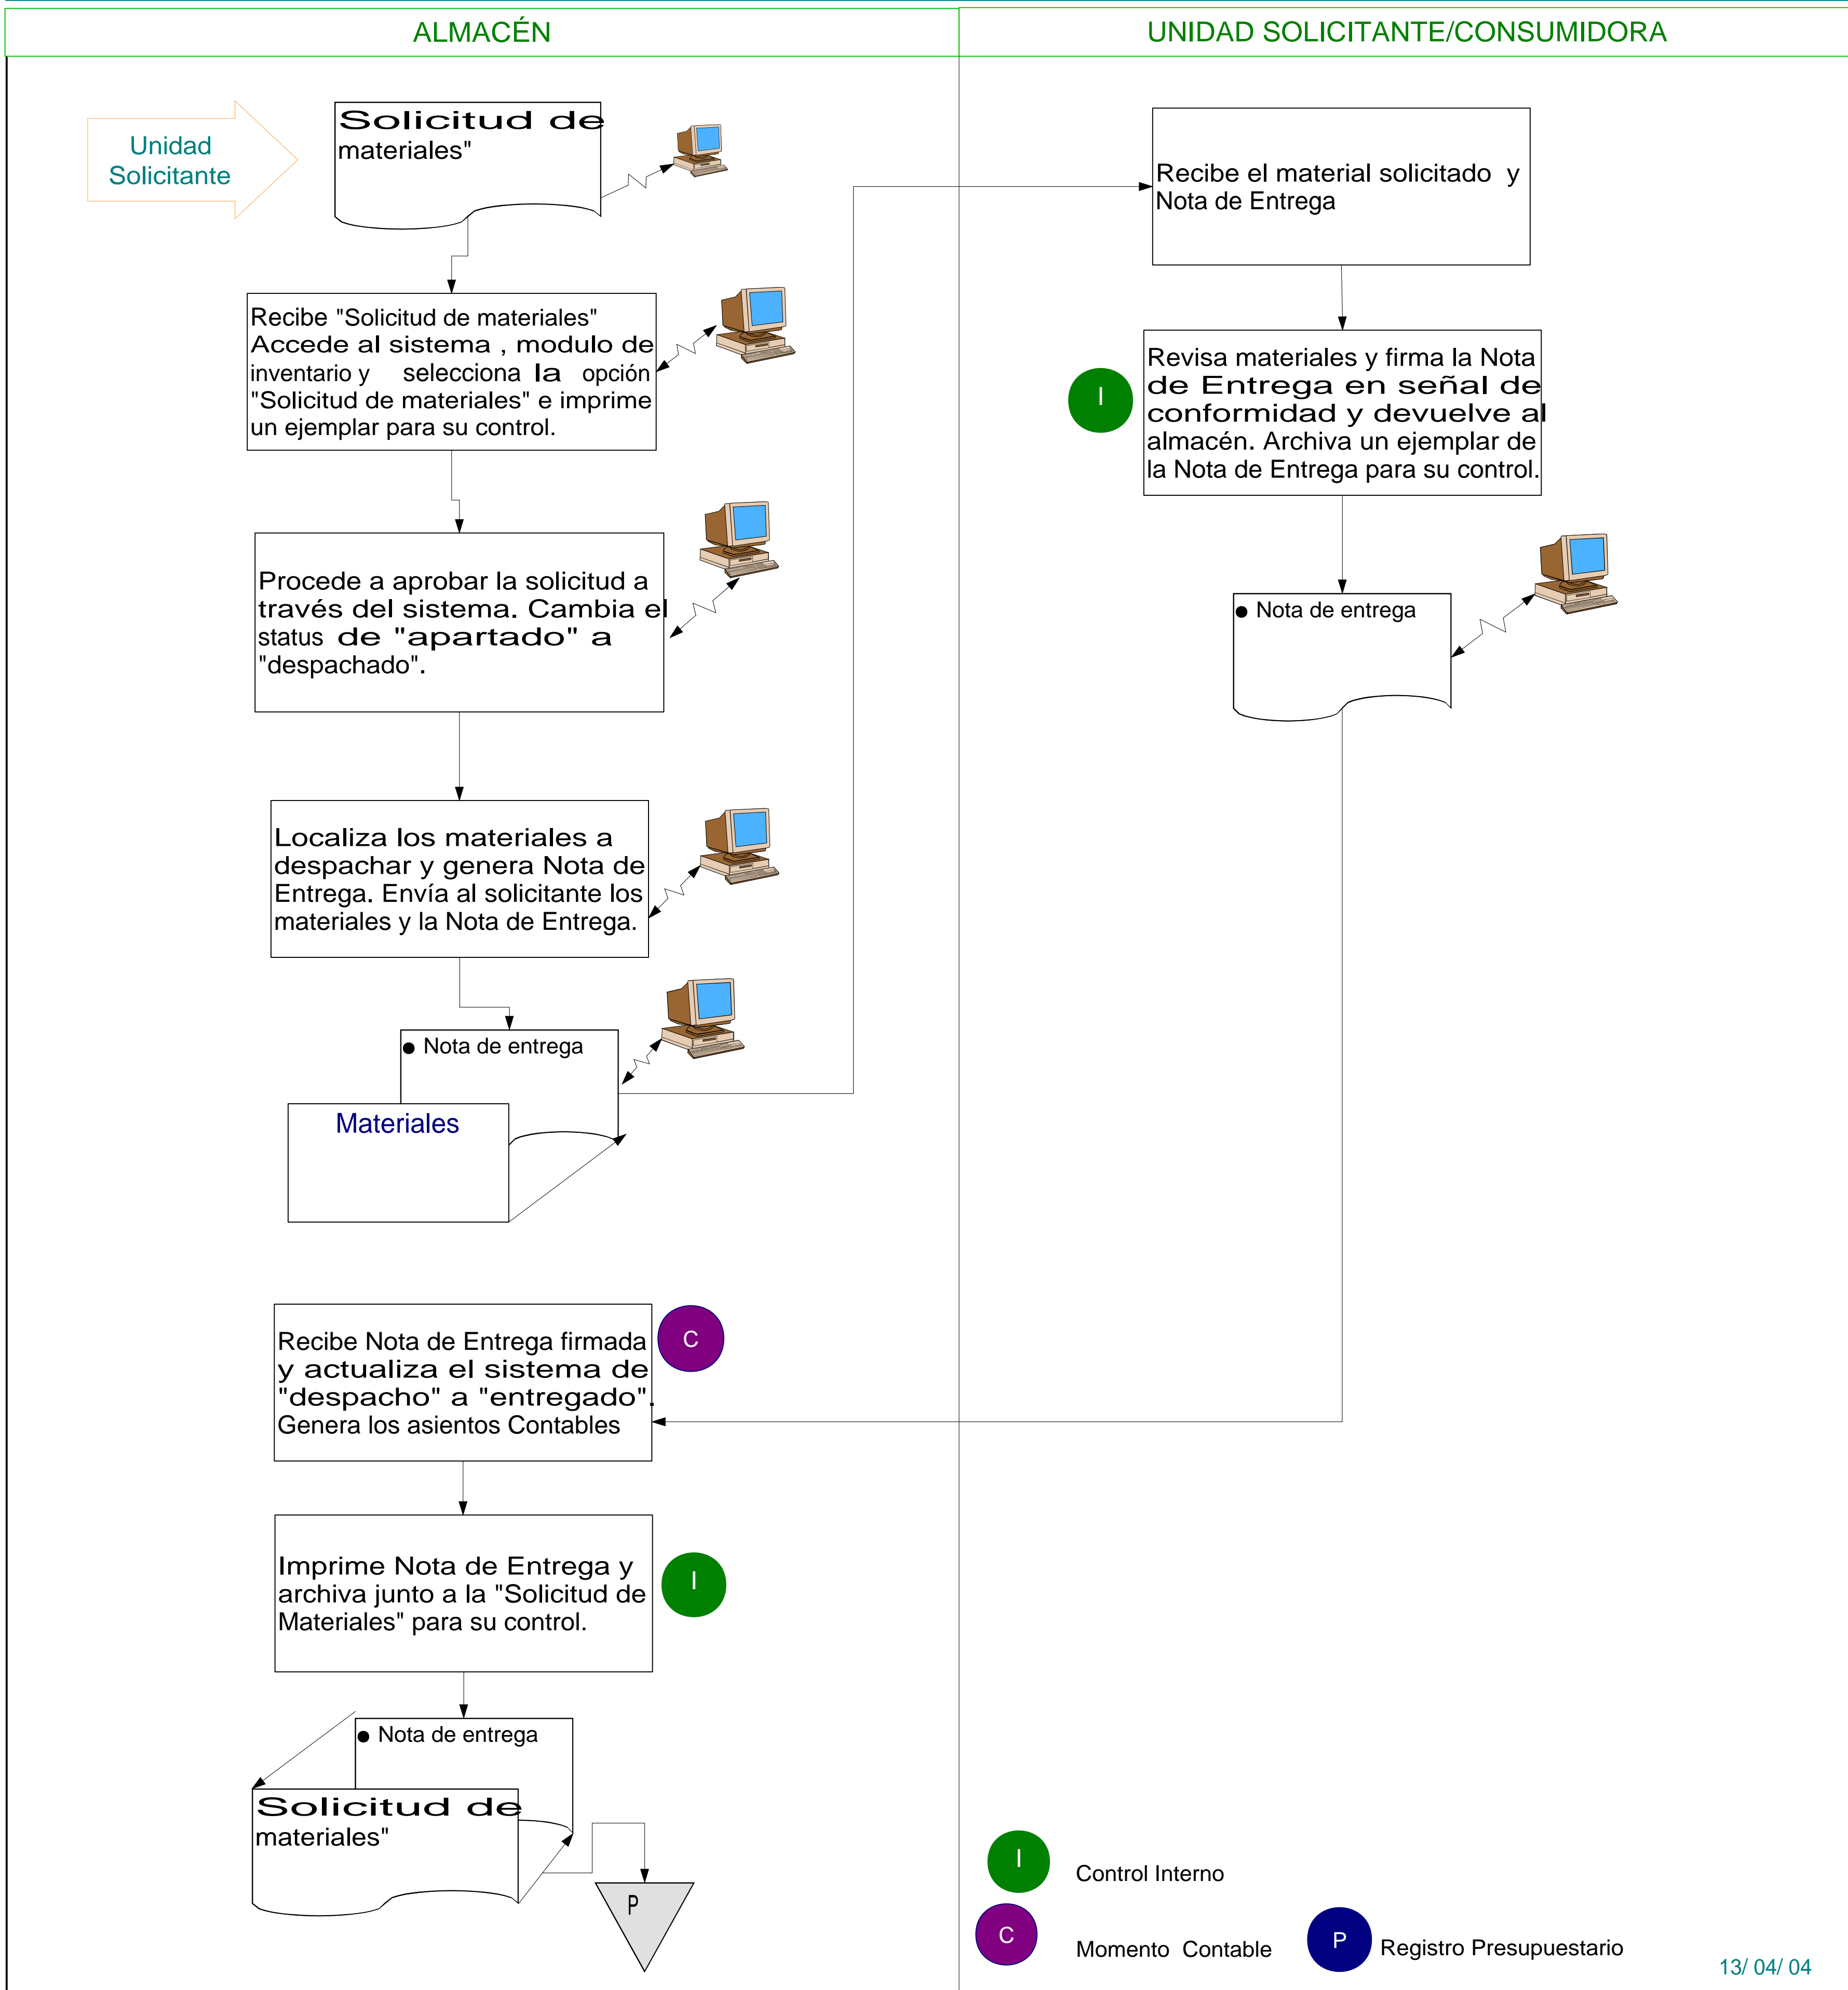 ALMACÉN
UNIDAD SOLICITANTE/CONSUMIDORA
Unidad
Solicitante
Solicitud de
materiales"
Recibe "Solicitud de materiales"
Accede al sistema , modulo de
inventario y selecciona la opción
"Solicitud de materiales" e imprime
un ejemplar para su control.
Procede a aprobar la solicitud a
través del sistema. Cambia el
status de "apartado" a
"despachado".
Localiza los materiales a
despachar y genera Nota de
Entrega. Envía al solicitante los
materiales y la Nota de Entrega.
● Nota de entrega
Materiales
Recibe el material solicitado y
Nota de Entrega
I
Revisa materiales y firma la Nota
de Entrega en señal de
conformidad y devuelve al
almacén. Archiva un ejemplar de
la Nota de Entrega para su control.
● Nota de entrega
Recibe Nota de Entrega firmada
y actualiza el sistema de
"despacho" a "entregado".
Genera los asientos Contables
C
Imprime Nota de Entrega y
archiva junto a la "Solicitud de
Materiales" para su control.
I
● Nota de entrega
Solicitud de
materiales"
P
I Control Interno
C Momento Contable
P Registro Presupuestario
13/ 04/ 04